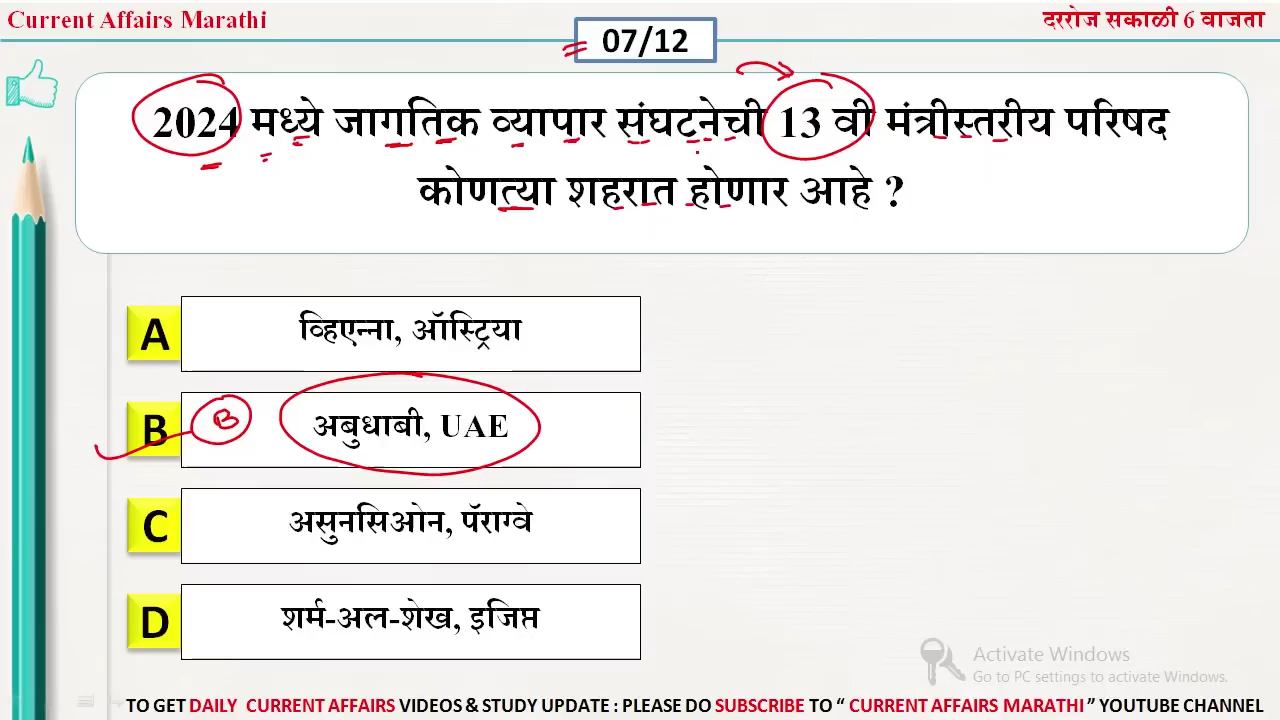 Current Affairs Marathi
दररोज सकाळी 6 वाजता
07/12
2024 मध्ये जागतिक व्यापार संघटनेची 13 वी मंत्रीस्तरीय परिषद
कोणत्या शहरात होणार आहे ?
A
व्हिएन्ना, ऑस्ट्रिया
B
B
अबुधाबी, UAE
C
असुनसिओन, पॅराग्वे
D
शर्म-अल-शेख, इजिप्त
Activate Windows
Go to PC settings to activate Windows.
TO GET DAILY CURRENT AFFAIRS VIDEOS & STUDY UPDATE : PLEASE DO SUBSCRIBE TO “ CURRENT AFFAIRS MARATHI ” YOUTUBE CHANNEL